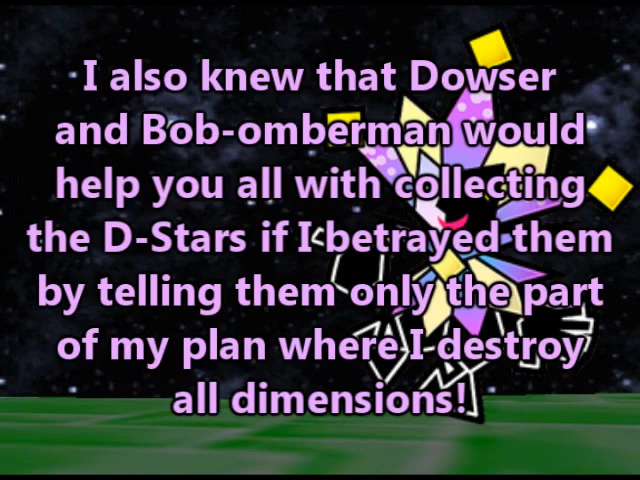 I also knew that Dowser
and Bob-omberman would
help you all with collecting
the D-Stars if I betrayed them
by telling them only the part
of my plan where I destroy
all dimensions!